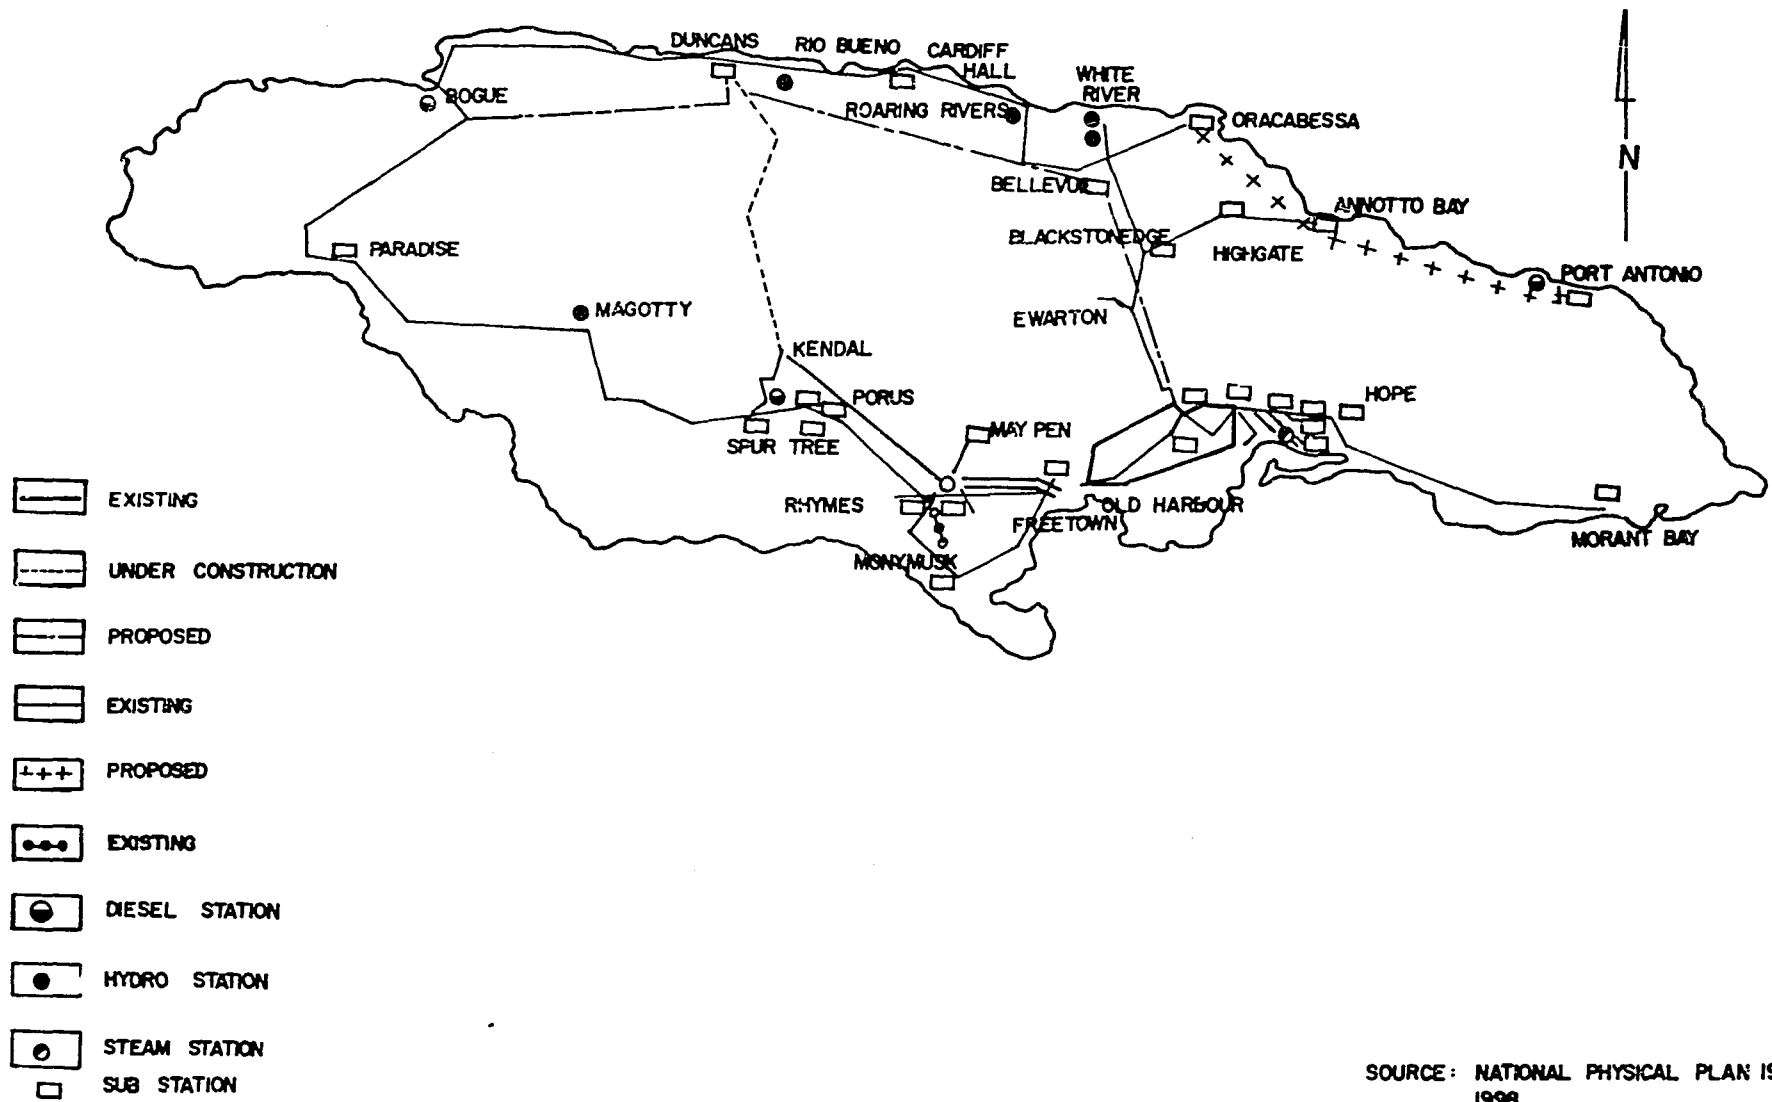 DUNCANS
RIO BUENO
CARDIFF
HALL
WHITE
RIVER
BOGUE
ROARING RIVERS
ORACABESSA
N
BELLEVUE
ANNOTTO BAY
PARADISE
BLACKSTONEDGE
HIGHGATE
PORT ANTONIO
MAGOTTY
EWARTON
KENDAL
PORUS
HOPE
SPUR TREE
MAY PEN
RHYMES
OLD HARBOUR
FREETOWN
MORANT BAY
MONYMUSK
EXISTING
UNDER CONSTRUCTION
PROPOSED
EXISTING
PROPOSED
EXISTING
DIESEL STATION
HYDRO STATION
STEAM STATION
SUB STATION
SOURCE: NATIONAL PHYSICAL PLAN 19
1998